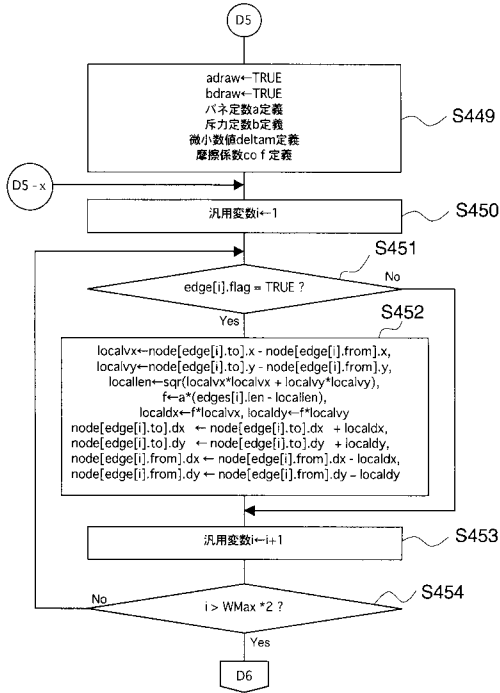 D5
adraw←TRUE
bdraw←TRUE
バネ定数a定義
斥力定数b定義
微小数値deltam定義
摩擦係数co f 定義
S449
D5 - x
汎用変数i←1
S450
S451
edge[i].flag = TRUE ?
No
Yes
S452
localvx←node[edge[i].to].x - node[edge[i].from].x,
localvy←node[edge[i].to].y - node[edge[i].from].y,
locallen←sqr(localvx*localvx + localvy*localvy),
f←a*(edges[i].len - locallen),
localdx←f*localvx, localdy←f*localvy
node[edge[i].to].dx ← node[edge[i].to].dx + localdx,
node[edge[i].to].dy ← node[edge[i].to].dy + localdy,
node[edge[i].from].dx ← node[edge[i].from].dx - localdx,
node[edge[i].from].dy ← node[edge[i].from].dy – localdy
汎用変数i←i+1
S453
S454
No
i > WMax *2 ?
Yes
D6